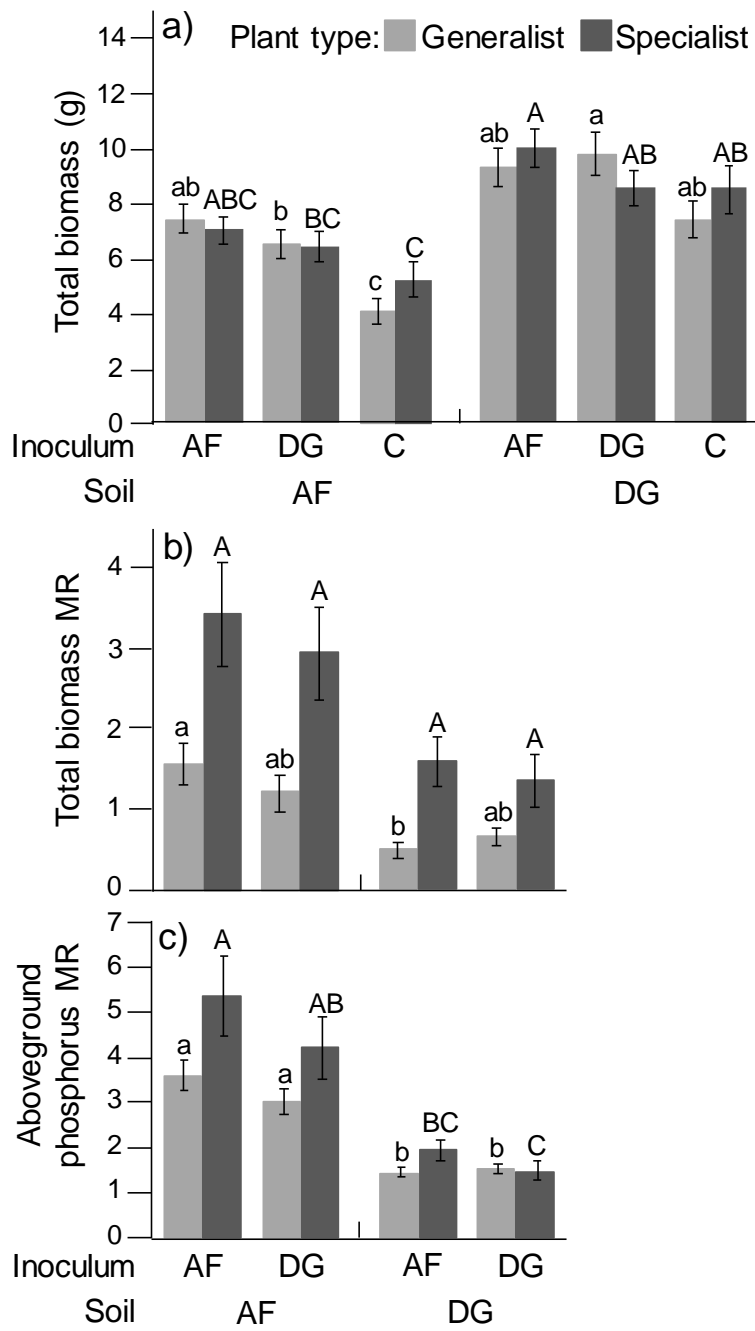 a) Plant type: Generalist Specialist
Total biomass (g)
14
12
10
8
6
4
2
0
ab ABC b BC c C ab A a AB ab AB
Inoculum AF DG C AF DG C
Soil AF DG
b)
Total biomass MR
4
3
2
1
0
a A ab A b A ab A
c)
Aboveground
phosphorus MR
7
6
5
4
3
2
1
0
a A a AB b BC b C
Inoculum AF DG AF DG
Soil AF DG